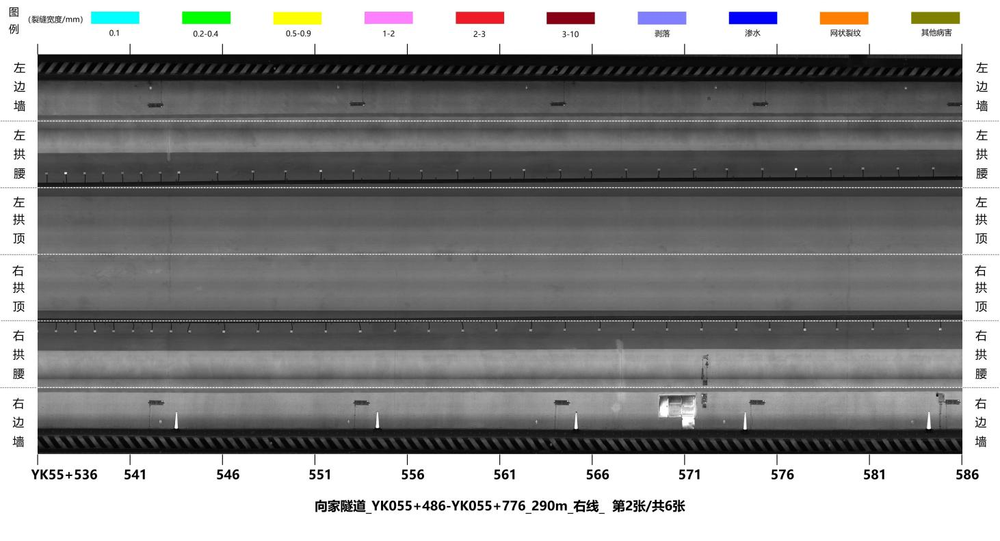 图例
(裂缝宽度/mm)
0.1
0.2-0.4
0.5-0.9
1-2
2-3
3-10
剥落
渗水
网状裂纹
其他病害
左边墙
左边墙
左拱腰
左拱腰
左拱顶
左拱顶
右拱顶
右拱顶
右拱腰
右拱腰
右边墙
右边墙
YK55+536 541 546 551 556 561 566 571 576 581 586
向家隧道_YK055+486-YK055+776_290m_右线_ 第2张/共6张